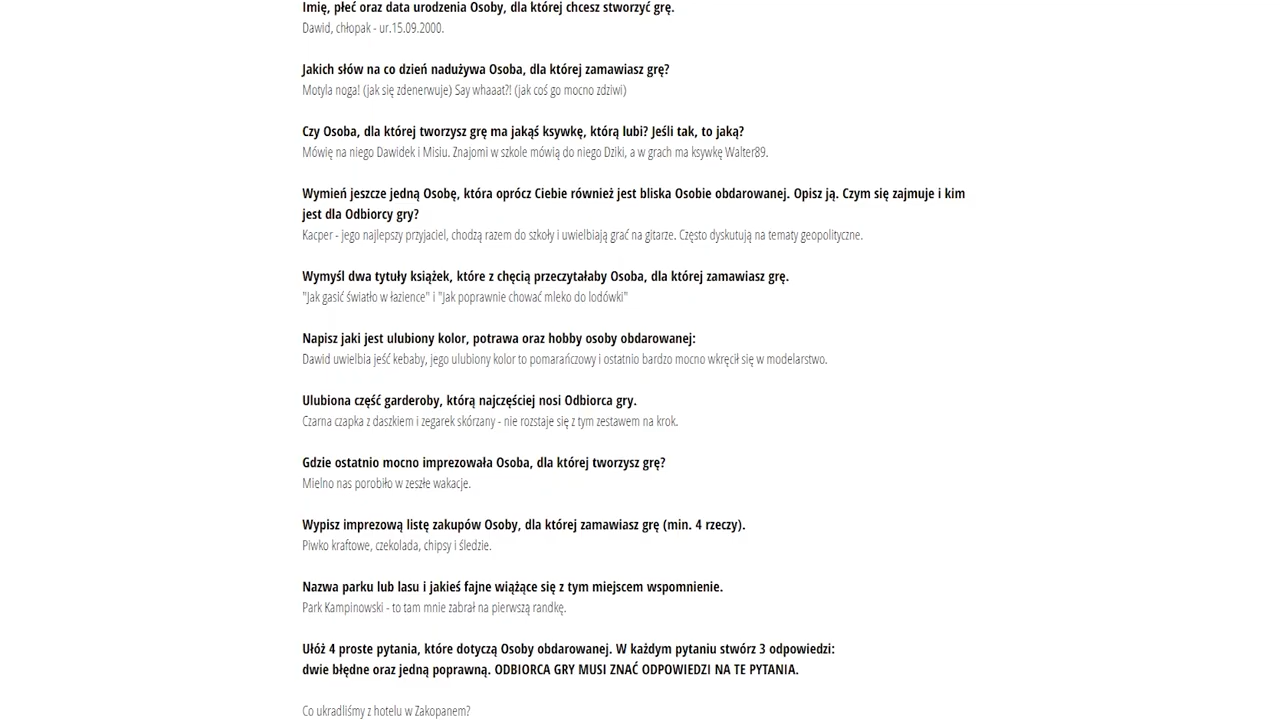 Imię, płeć oraz data urodzenia Osoby, dla której chcesz stworzyć grę.
Dawid, chłopak - ur.15.09.2000.
Jakich słów na co dzień nadużywa Osoba, dla której zamawiasz grę?
Motyla noga! (jak się zdenerwuje) Say whaaat?! (jak coś go mocno zdziwi)
Czy Osoba, dla której tworzysz grę ma jakąś ksywkę, którą lubi? Jeśli tak, to jaką?
Mówię na niego Dawidek i Misiu. Znajomi w szkole mówią do niego Dziki, a w grach ma ksywkę Walter89.
Wymień jeszcze jedną Osobę, która oprócz Ciebie również jest bliska Osobie obdarowanej. Opisz ją. Czym się zajmuje i kim
jest dla Odbiorcy gry?
Kacper - jego najlepszy przyjaciel, chodzą razem do szkoły i uwielbiają grać na gitarze. Często dyskutują na tematy geopolityczne.
Wymyśl dwa tytuły książek, które z chęcią przeczytałaby Osoba, dla której zamawiasz grę.
"Jak gasić światło w łazience" i "Jak poprawnie chować mleko do lodówki"
Napisz jaki jest ulubiony kolor, potrawa oraz hobby osoby obdarowanej:
Dawid uwielbia jeść kebaby, jego ulubiony kolor to pomarańczowy i ostatnio bardzo mocno wkręcił się w modelarstwo.
Ulubiona część garderoby, którą najczęściej nosi Odbiorca gry.
Czarna czapka z daszkiem i zegarek skórzany - nie rozstaje się z tym zestawem na krok.
Gdzie ostatnio mocno imprezowała Osoba, dla której tworzysz grę?
Mielno nas porobiło w zeszłe wakacje.
Wypisz imprezową listę zakupów Osoby, dla której zamawiasz grę (min. 4 rzeczy).
Piwko kraftowe, czekolada, chipsy i śledzie.
Nazwa parku lub lasu i jakieś fajne wiążące się z tym miejscem wspomnienie.
Park Kampinowski - to tam mnie zabrał na pierwszą randkę.
Ułóż 4 proste pytania, które dotyczą Osoby obdarowanej. W każdym pytaniu stwórz 3 odpowiedzi:
dwie błędne oraz jedną poprawną. ODBIORCA GRY MUSI ZNAĆ ODPOWIEDZI NA TE PYTANIA.
Co ukradliśmy z hotelu w Zakopanem?